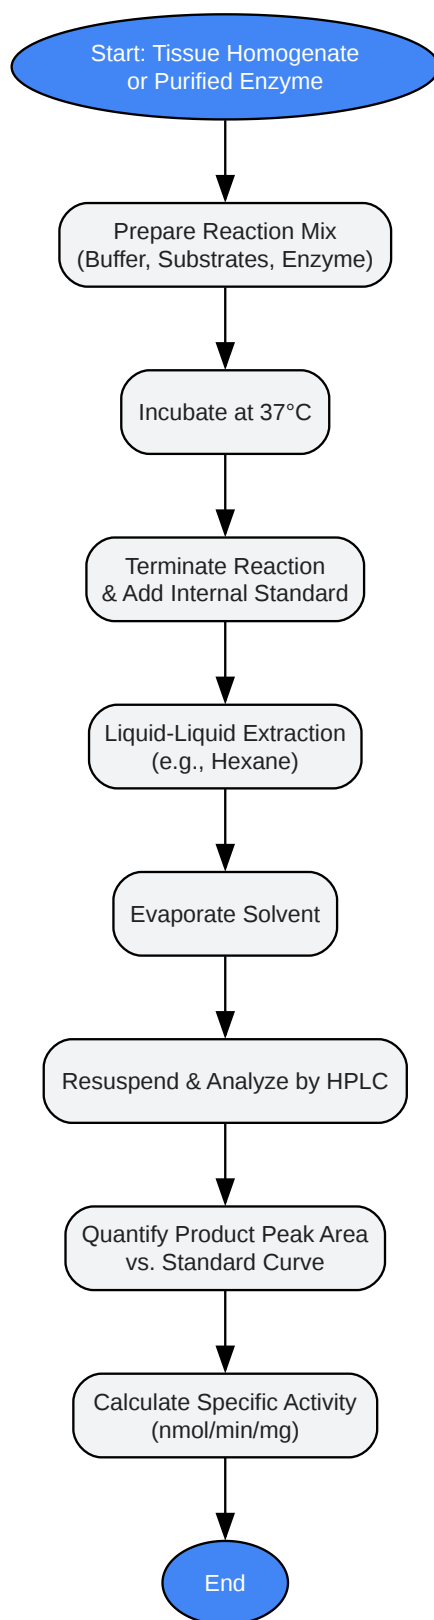 Start: Tissue Homogenate
or Purified Enzyme
Prepare Reaction Mix
(Buffer, Substrates, Enzyme)
Incubate at 37°C
Terminate Reaction
& Add Internal Standard
Liquid-Liquid Extraction
(e.g., Hexane)
Evaporate Solvent
Resuspend & Analyze by HPLC
Quantify Product Peak Area
vs. Standard Curve
Calculate Specific Activity
(nmol/min/mg)
End